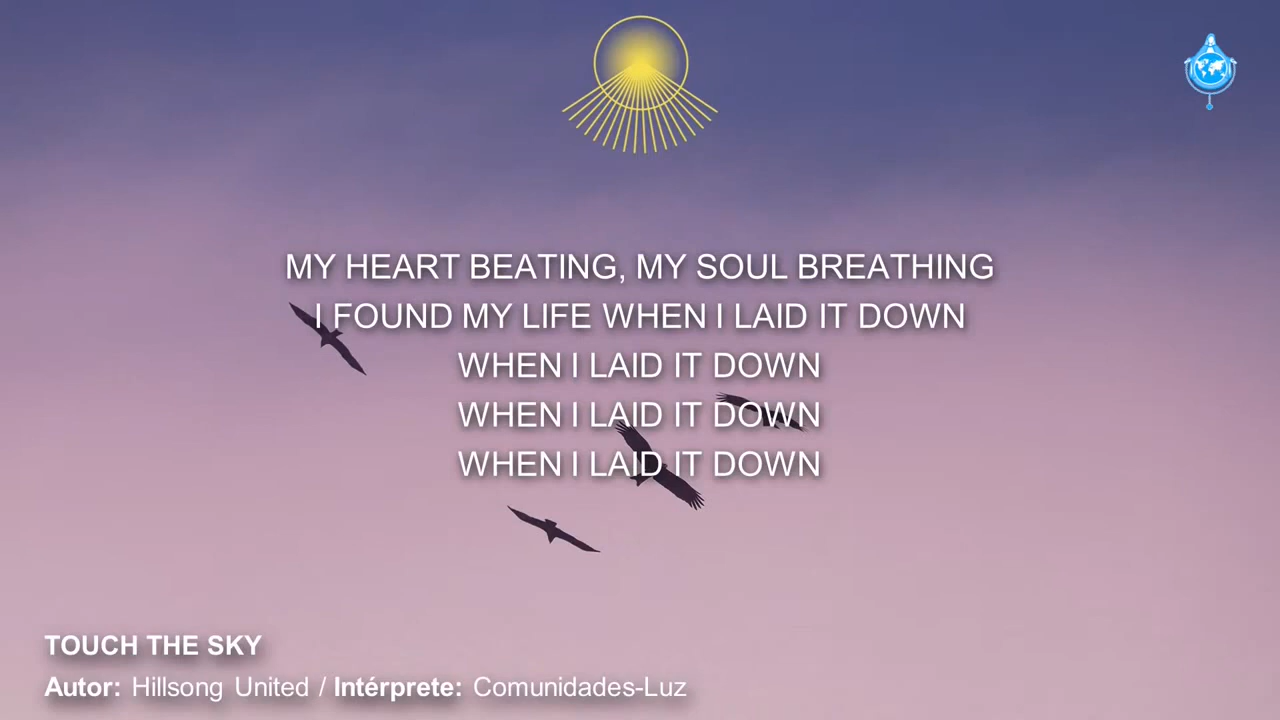 MY HEART BEATING, MY SOUL BREATHING
I FOUND MY LIFE WHEN I LAID IT DOWN
WHEN I LAID IT DOWN
WHEN I LAID IT DOWN
WHEN I LAID IT DOWN
TOUCH THE SKY
Autor: Hillsong United / Intérprete: Comunidades-Luz